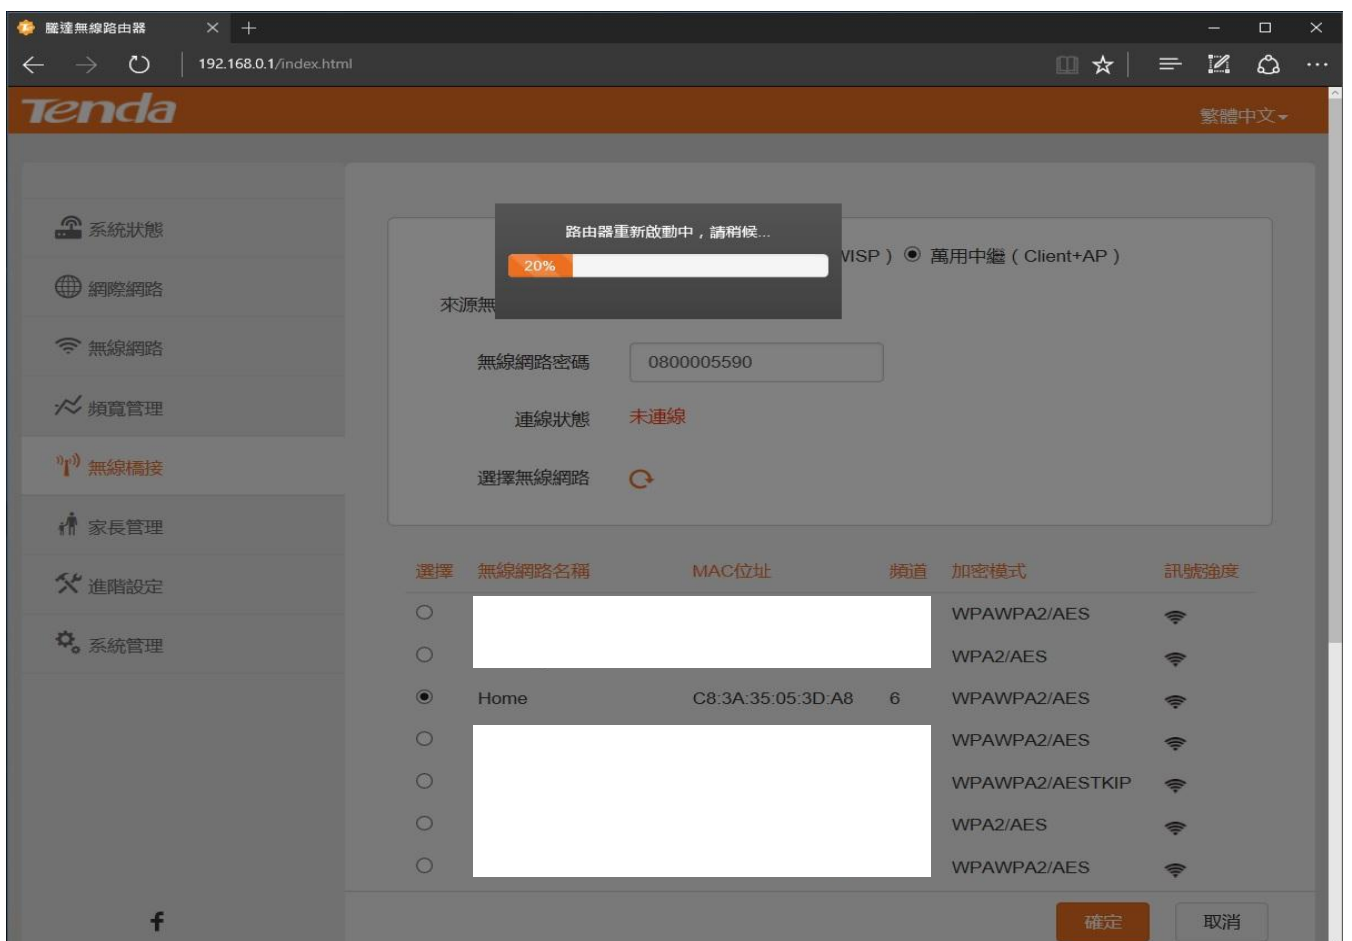 騰達無線路由器
192.168.0.1/index.html
Tenda
繁體中文
系統狀態
網際網路
無線網路
頻寬管理
無線橋接
家長管理
進階設定
系統管理
路由器重新啟動中，請稍候...
20%
WISP ) 萬用中繼 ( Client+AP )
來源無
無線網路密碼 0800005590
連線狀態 未連線
選擇無線網路
選擇 無線網路名稱 MAC位址 頻道 加密模式 訊號強度
WPAWPA2/AES
WPA2/AES
Home C8:3A:35:05:3D:A8 6 WPAWPA2/AES
WPAWPA2/AES
WPAWPA2/AESTKIP
WPA2/AES
WPAWPA2/AES
確定 取消